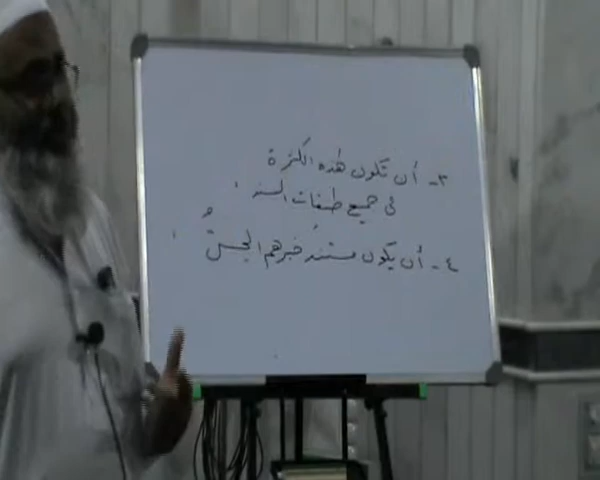 ٣- أن تكون هذه الكثرة
في جميع طبقات السند.
٤- أن يكون مستندُ خبرهم الحسُّ.